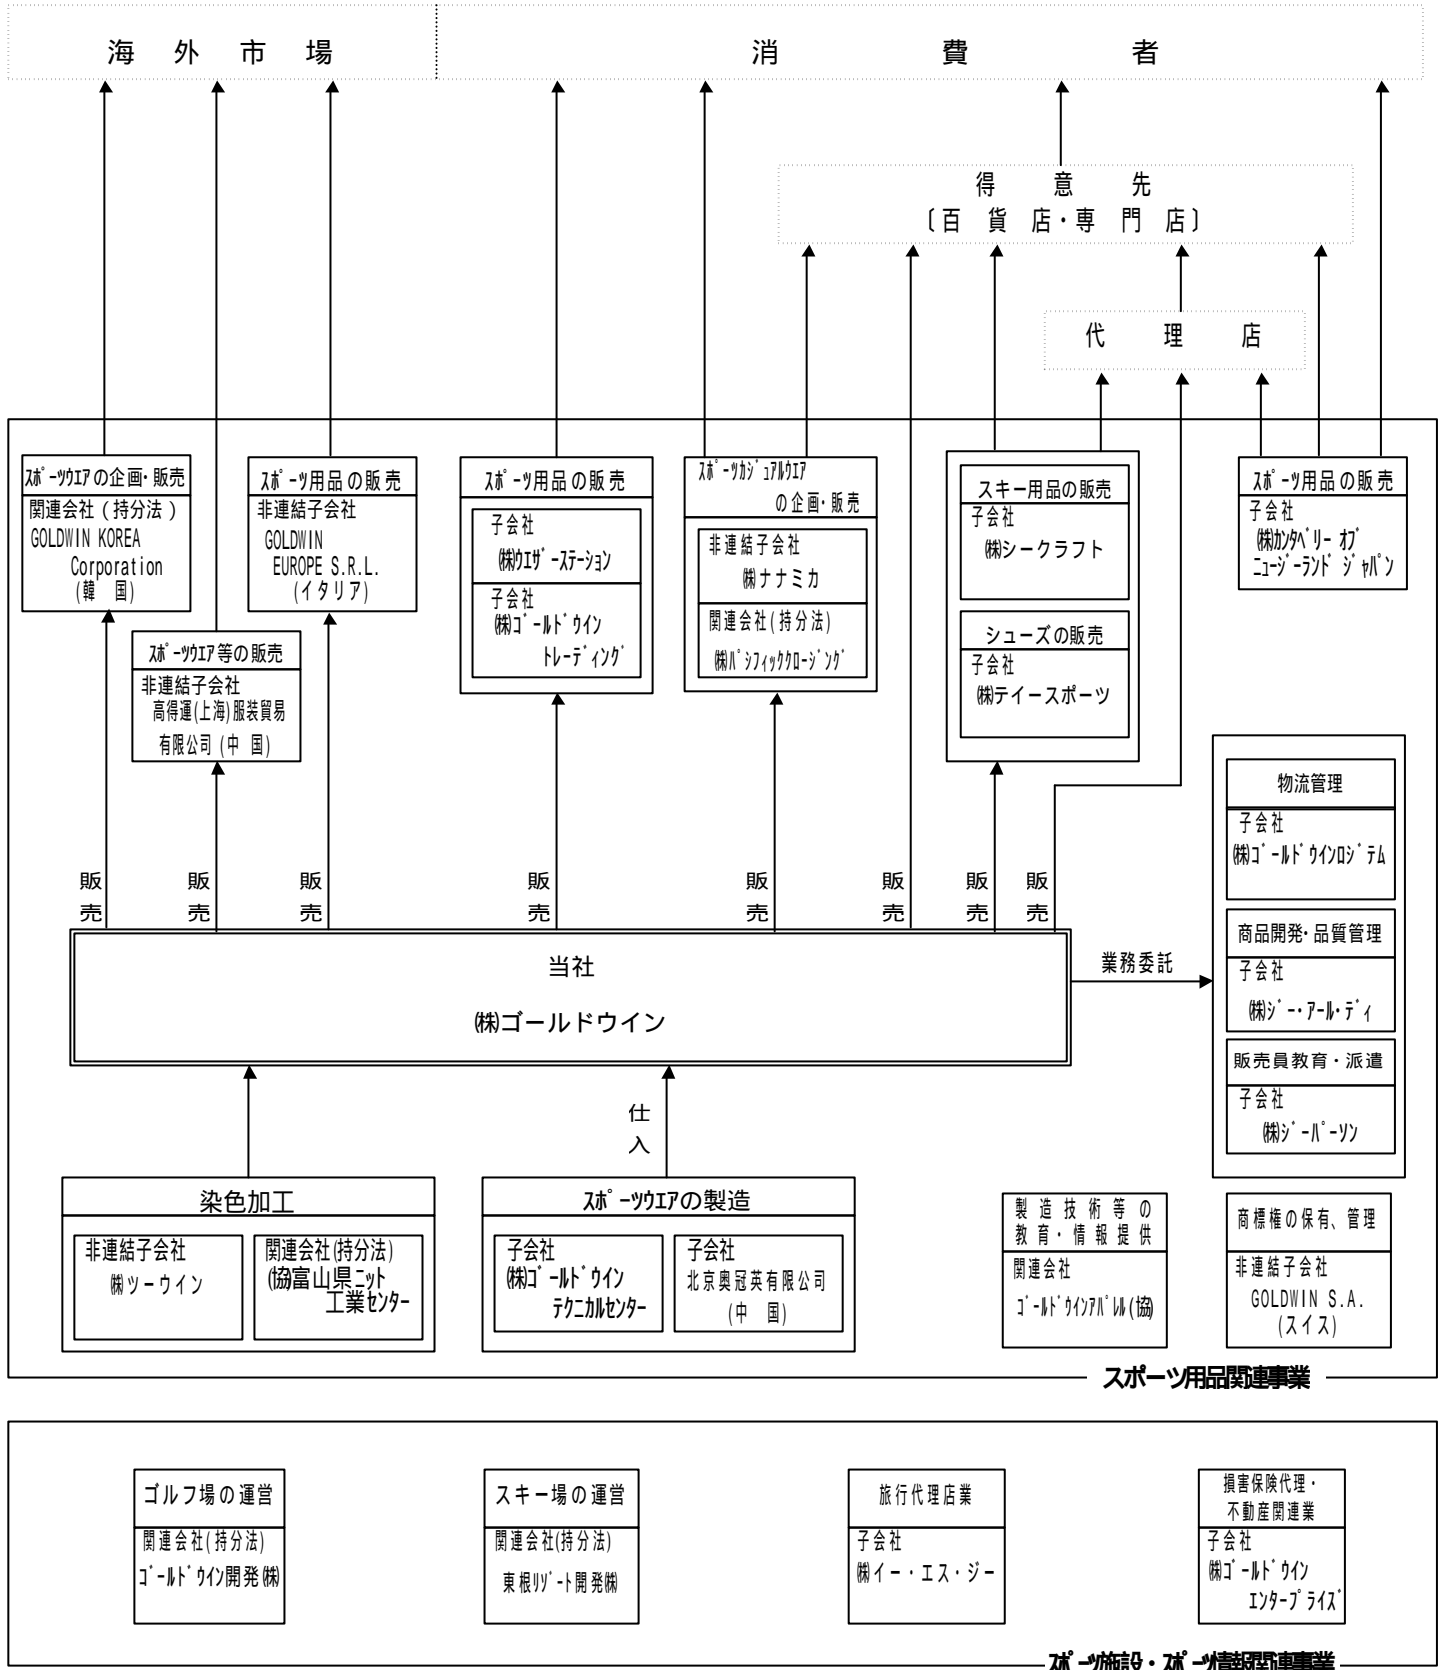 海 外 市 場
消 費 者
得 意 先
〔百 貨 店・専 門 店〕
代 理 店
スポーツウエアの企画・販売
関連会社(持分法)
GOLDWIN KOREA
Corporation
(韓 国)
スポーツ用品の販売
非連結子会社
GOLDWIN
EUROPE S.R.L.
(イタリア)
スポーツウエア等の販売
非連結子会社
高得運(上海)服装貿易
有限公司(中 国)
スポーツ用品の販売
子会社
㈱ウエザーステーション
子会社
㈱ゴールドウイン
トレーディング
スポーツカジュアルウエア
の企画・販売
非連結子会社
㈱ナナミカ
関連会社(持分法)
㈱パシフィッククロージング
スキー用品の販売
子会社
㈱シークラフト
シューズの販売
子会社
㈱テイースポーツ
スポーツ用品の販売
子会社
㈱カンタベリー オブ
ニュージーランド ジャパン
物流管理
子会社
㈱ゴールドウインロジテム
商品開発・品質管理
子会社
㈱ジー・アール・ディ
販売員教育・派遣
子会社
㈱ジーパーソン
販売
販売
販売
販売
販売
販売
販売
販売
当社
㈱ゴールドウイン
業務委託
仕入
染色加工
非連結子会社
㈱ツーウイン
関連会社(持分法)
(協)富山県ニット
工業センター
スポーツウエアの製造
子会社
㈱ゴールドウイン
テクニカルセンター
子会社
北京奥冠英有限公司
(中 国)
製造技術等の
教育・情報提供
関連会社
ゴールドウインアパレル(協)
商標権の保有、管理
非連結子会社
GOLDWIN S.A.
(スイス)
スポーツ用品関連事業
ゴルフ場の運営
関連会社(持分法)
ゴールドウイン開発㈱
スキー場の運営
関連会社(持分法)
東根リゾート開発㈱
旅行代理店業
子会社
㈱イー・エス・ジー
損害保険代理・
不動産関連業
子会社
㈱ゴールドウイン
エンタープライズ
スポーツ施設・スポーツ情報関連事業